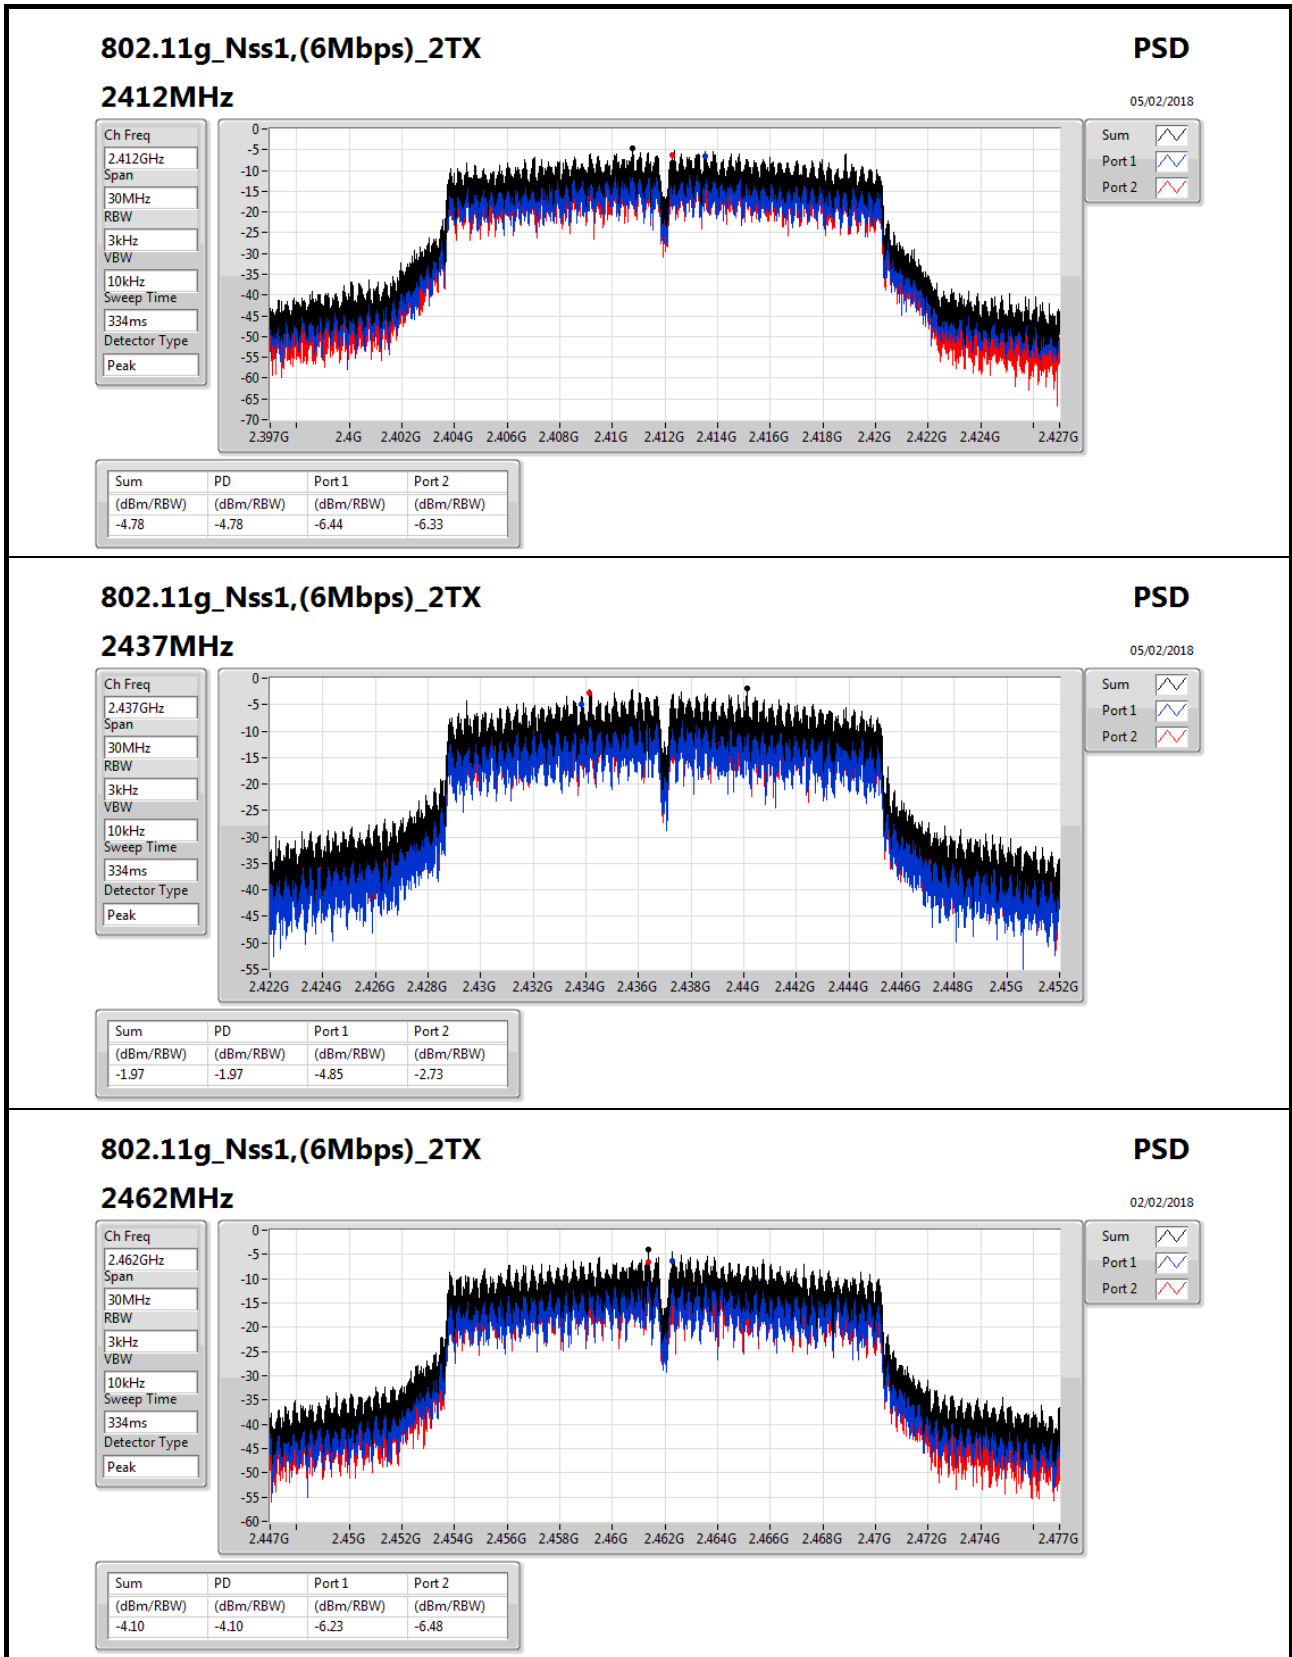 802.11g_Nss1,(6Mbps)_2TX PSD
2412MHz 05/02/2018
Ch Freq
2.412GHz
Span
30MHz
RBW
3kHz
VBW
10kHz
Sweep Time
334ms
Detector Type
Peak
0
-5
-10
-15
-20
-25
-30
-35
-40
-45
-50
-55
-60
-65
-70
2.397G 2.4G 2.402G 2.404G 2.406G 2.408G 2.41G 2.412G 2.414G 2.416G 2.418G 2.42G 2.422G 2.424G 2.427G
Sum
Port 1
Port 2
Sum PD Port 1 Port 2
(dBm/RBW) (dBm/RBW) (dBm/RBW) (dBm/RBW)
-4.78 -4.78 -6.44 -6.33
802.11g_Nss1,(6Mbps)_2TX PSD
2437MHz 05/02/2018
Ch Freq
2.437GHz
Span
30MHz
RBW
3kHz
VBW
10kHz
Sweep Time
334ms
Detector Type
Peak
0
-5
-10
-15
-20
-25
-30
-35
-40
-45
-50
-55
2.422G 2.424G 2.426G 2.428G 2.43G 2.432G 2.434G 2.436G 2.438G 2.44G 2.442G 2.444G 2.446G 2.448G 2.45G 2.452G
Sum
Port 1
Port 2
Sum PD Port 1 Port 2
(dBm/RBW) (dBm/RBW) (dBm/RBW) (dBm/RBW)
-1.97 -1.97 -4.85 -2.73
802.11g_Nss1,(6Mbps)_2TX PSD
2462MHz 02/02/2018
Ch Freq
2.462GHz
Span
30MHz
RBW
3kHz
VBW
10kHz
Sweep Time
334ms
Detector Type
Peak
0
-5
-10
-15
-20
-25
-30
-35
-40
-45
-50
-55
-60
2.447G 2.45G 2.452G 2.454G 2.456G 2.458G 2.46G 2.462G 2.464G 2.466G 2.468G 2.47G 2.472G 2.474G 2.477G
Sum
Port 1
Port 2
Sum PD Port 1 Port 2
(dBm/RBW) (dBm/RBW) (dBm/RBW) (dBm/RBW)
-4.10 -4.10 -6.23 -6.48